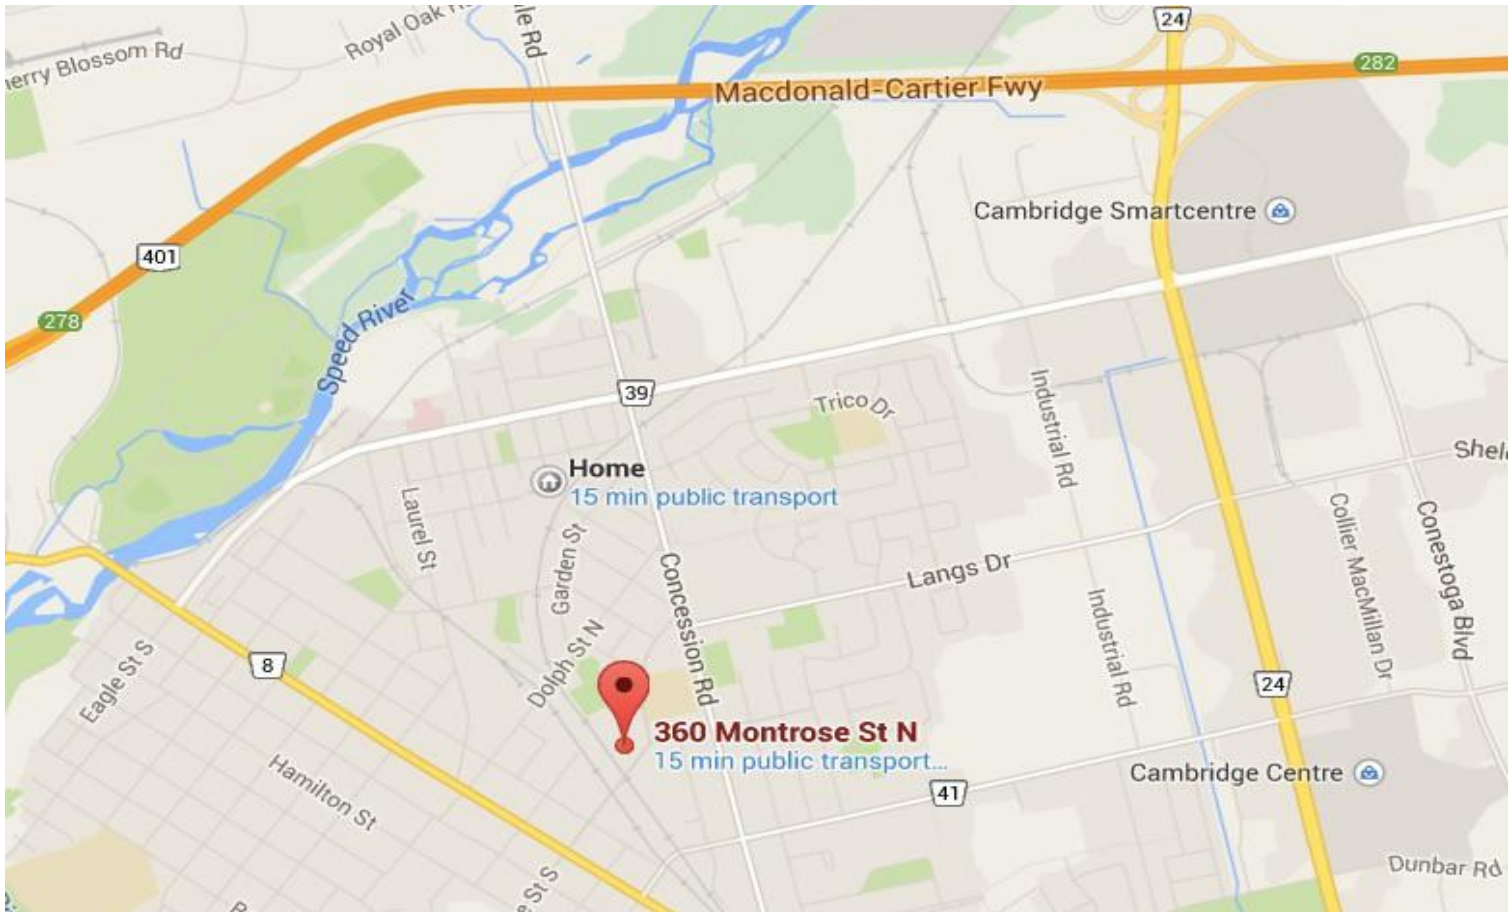 24
Royal Oak
282
erry Blossom Rd
Macdonald-Cartier Fwy
Cambridge Smartcentre
401
278
Speed River
39
Trico Dr
Industrial Rd
Home
15 min public transport
Laurel St
Garden St
Langs Dr
Concession Rd
Collier MacMillan Dr
Conestoga Blvd
Industrial Rd
Dolph St N
Eagle St S
8
24
360 Montrose St N
15 min public transport...
Hamilton St
41
Cambridge Centre
Dunbar Rd
e St S